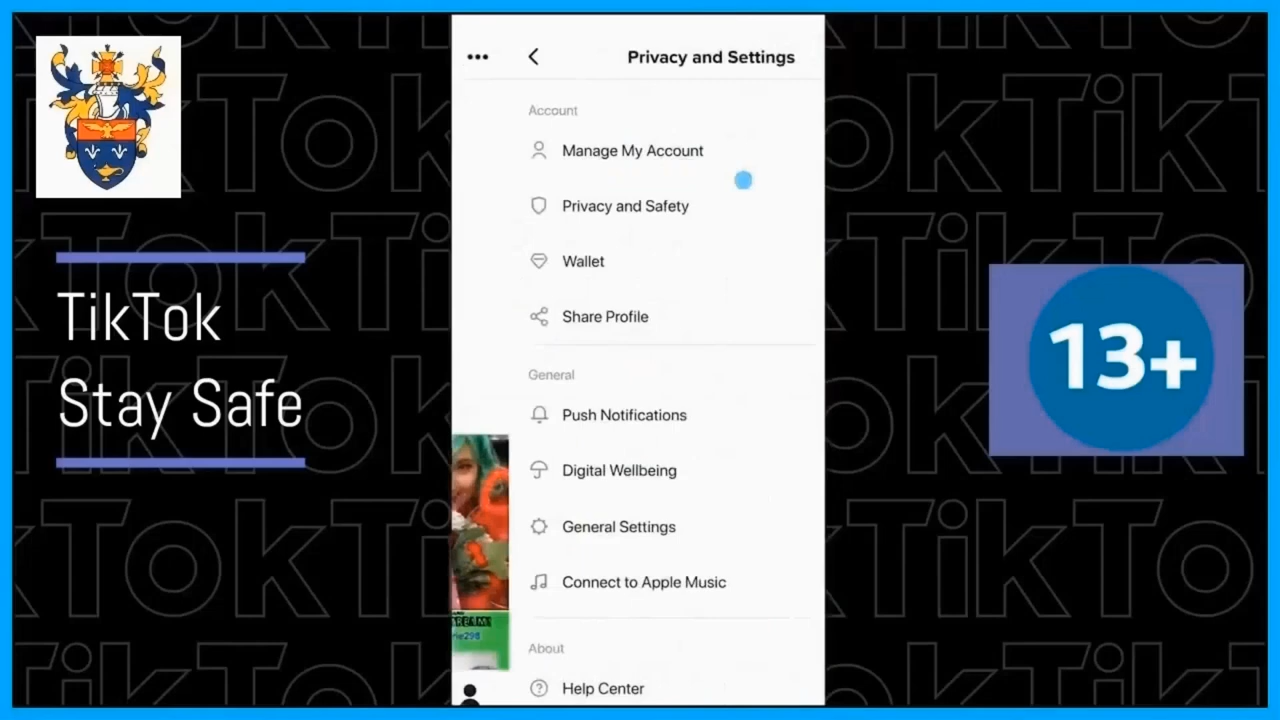 TikTok
Stay Safe
Privacy and Settings
Account
Manage My Account
Privacy and Safety
Wallet
Share Profile
General
Push Notifications
Digital Wellbeing
General Settings
Connect to Apple Music
About
Help Center
13+